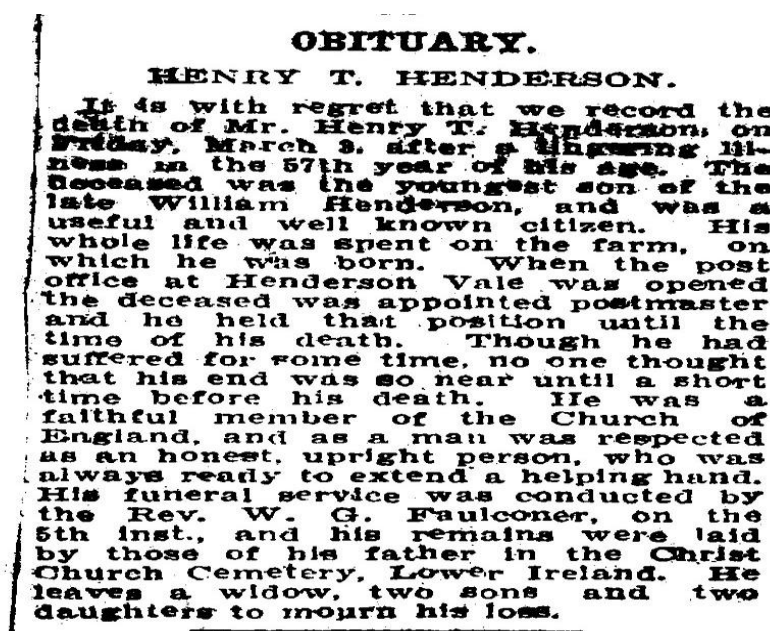 OBITUARY.
HENRY T. HENDERSON.
It is with regret that we record the
death of Mr. Henry T. Henderson, on
Friday, March 3, after a lingering ill-
ness in the 57th year of his age. The
deceased was the youngest son of the
late William Henderson, and was a
useful and well known citizen. His
whole life was spent on the farm, on
which he was born. When the post
office at Henderson Vale was opened
the deceased was appointed postmaster
and he held that position until the
time of his death. Though he had
suffered for some time, no one thought
that his end was so near until a short
time before his death. He was a
faithful member of the Church of
England, and as a man was respected
as an honest, upright person, who was
always ready to extend a helping hand.
His funeral service was conducted by
the Rev. W. G. Faulconer, on the
5th inst., and his remains were laid
by those of his father in the Christ
Church Cemetery, Lower Ireland. He
leaves a widow, two sons and two
daughters to mourn his loss.